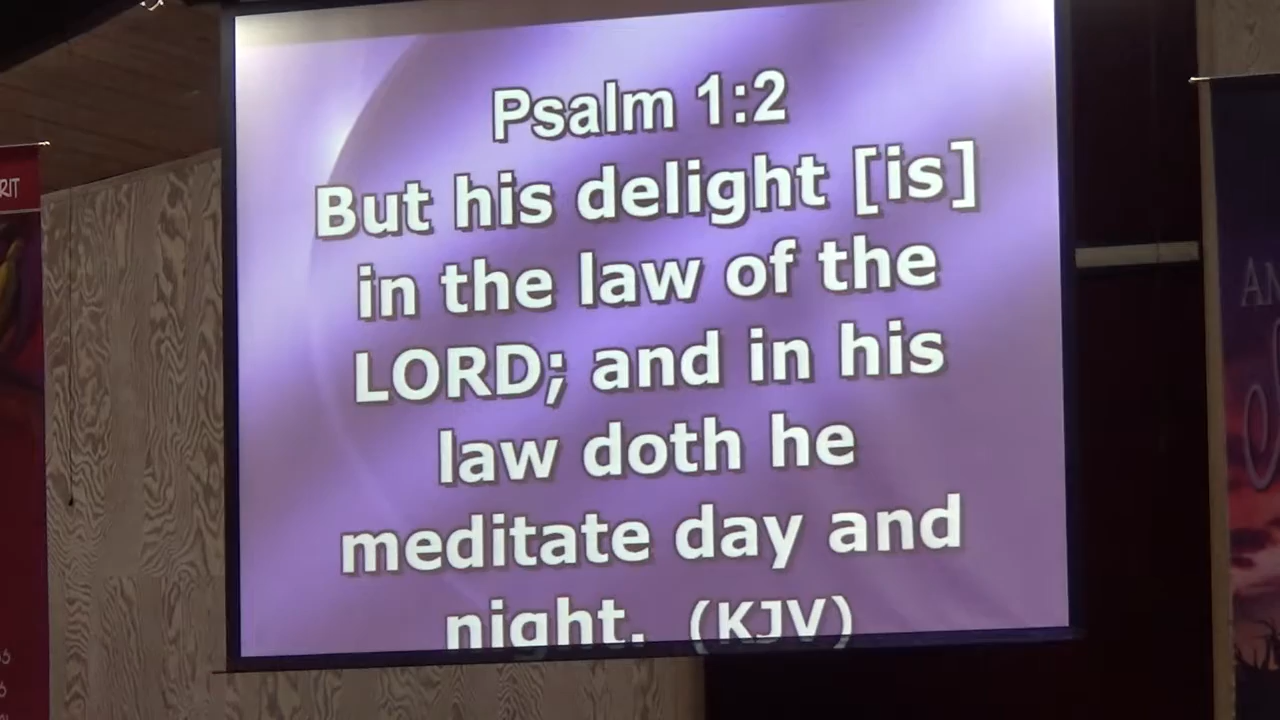 Psalm 1:2
But his delight [is]
in the law of the
LORD; and in his
law doth he
meditate day and
night. (KJV)